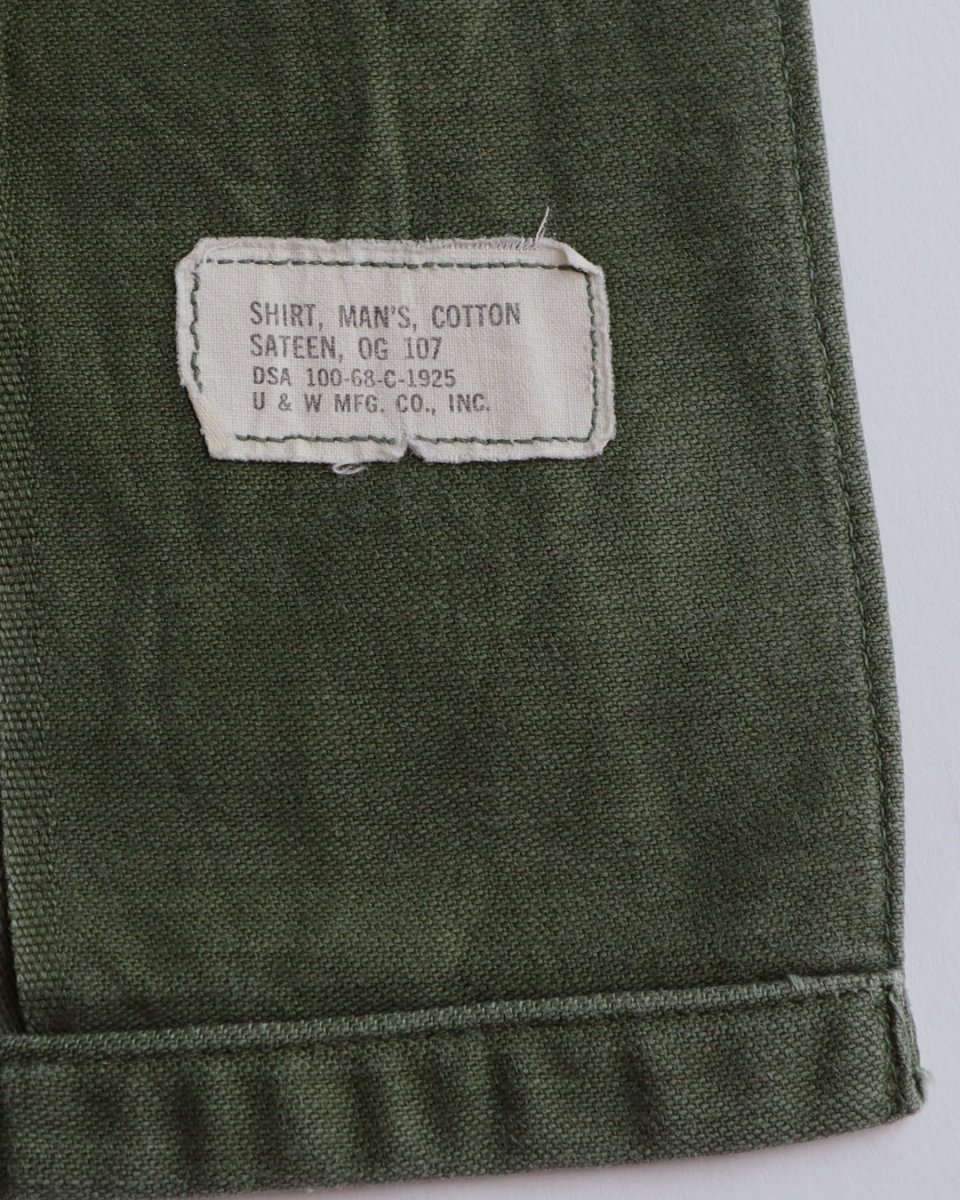 SHIRT, MAN'S, COTTON
SATEEN, OG 107
DSA 100-68-C-1925
U & W MFG. CO., INC.